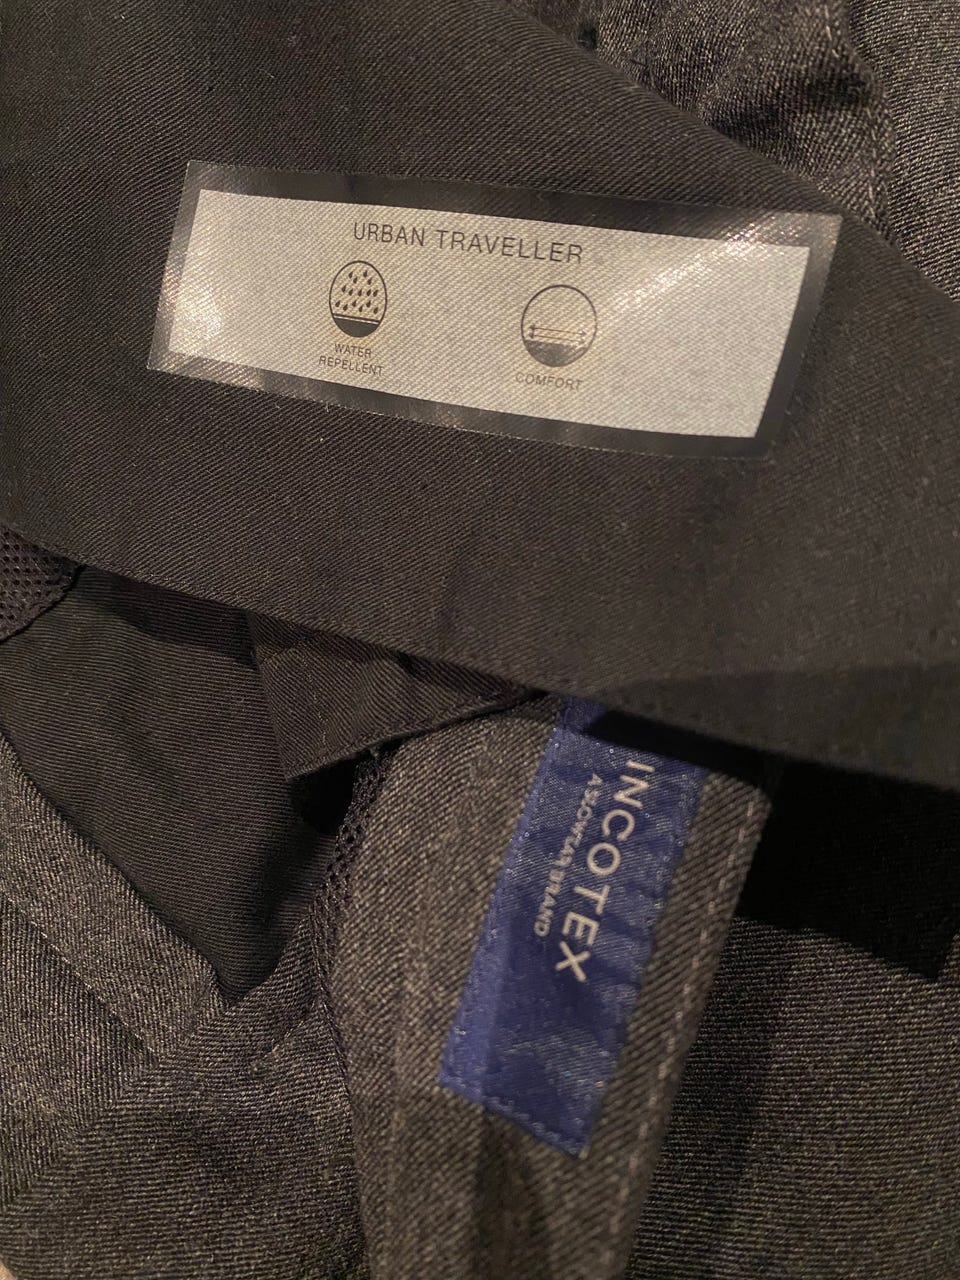 URBAN TRAVELLER
WATER
REPELLENT
COMFORT
INCOTEX
A SLOWEAR BRAND